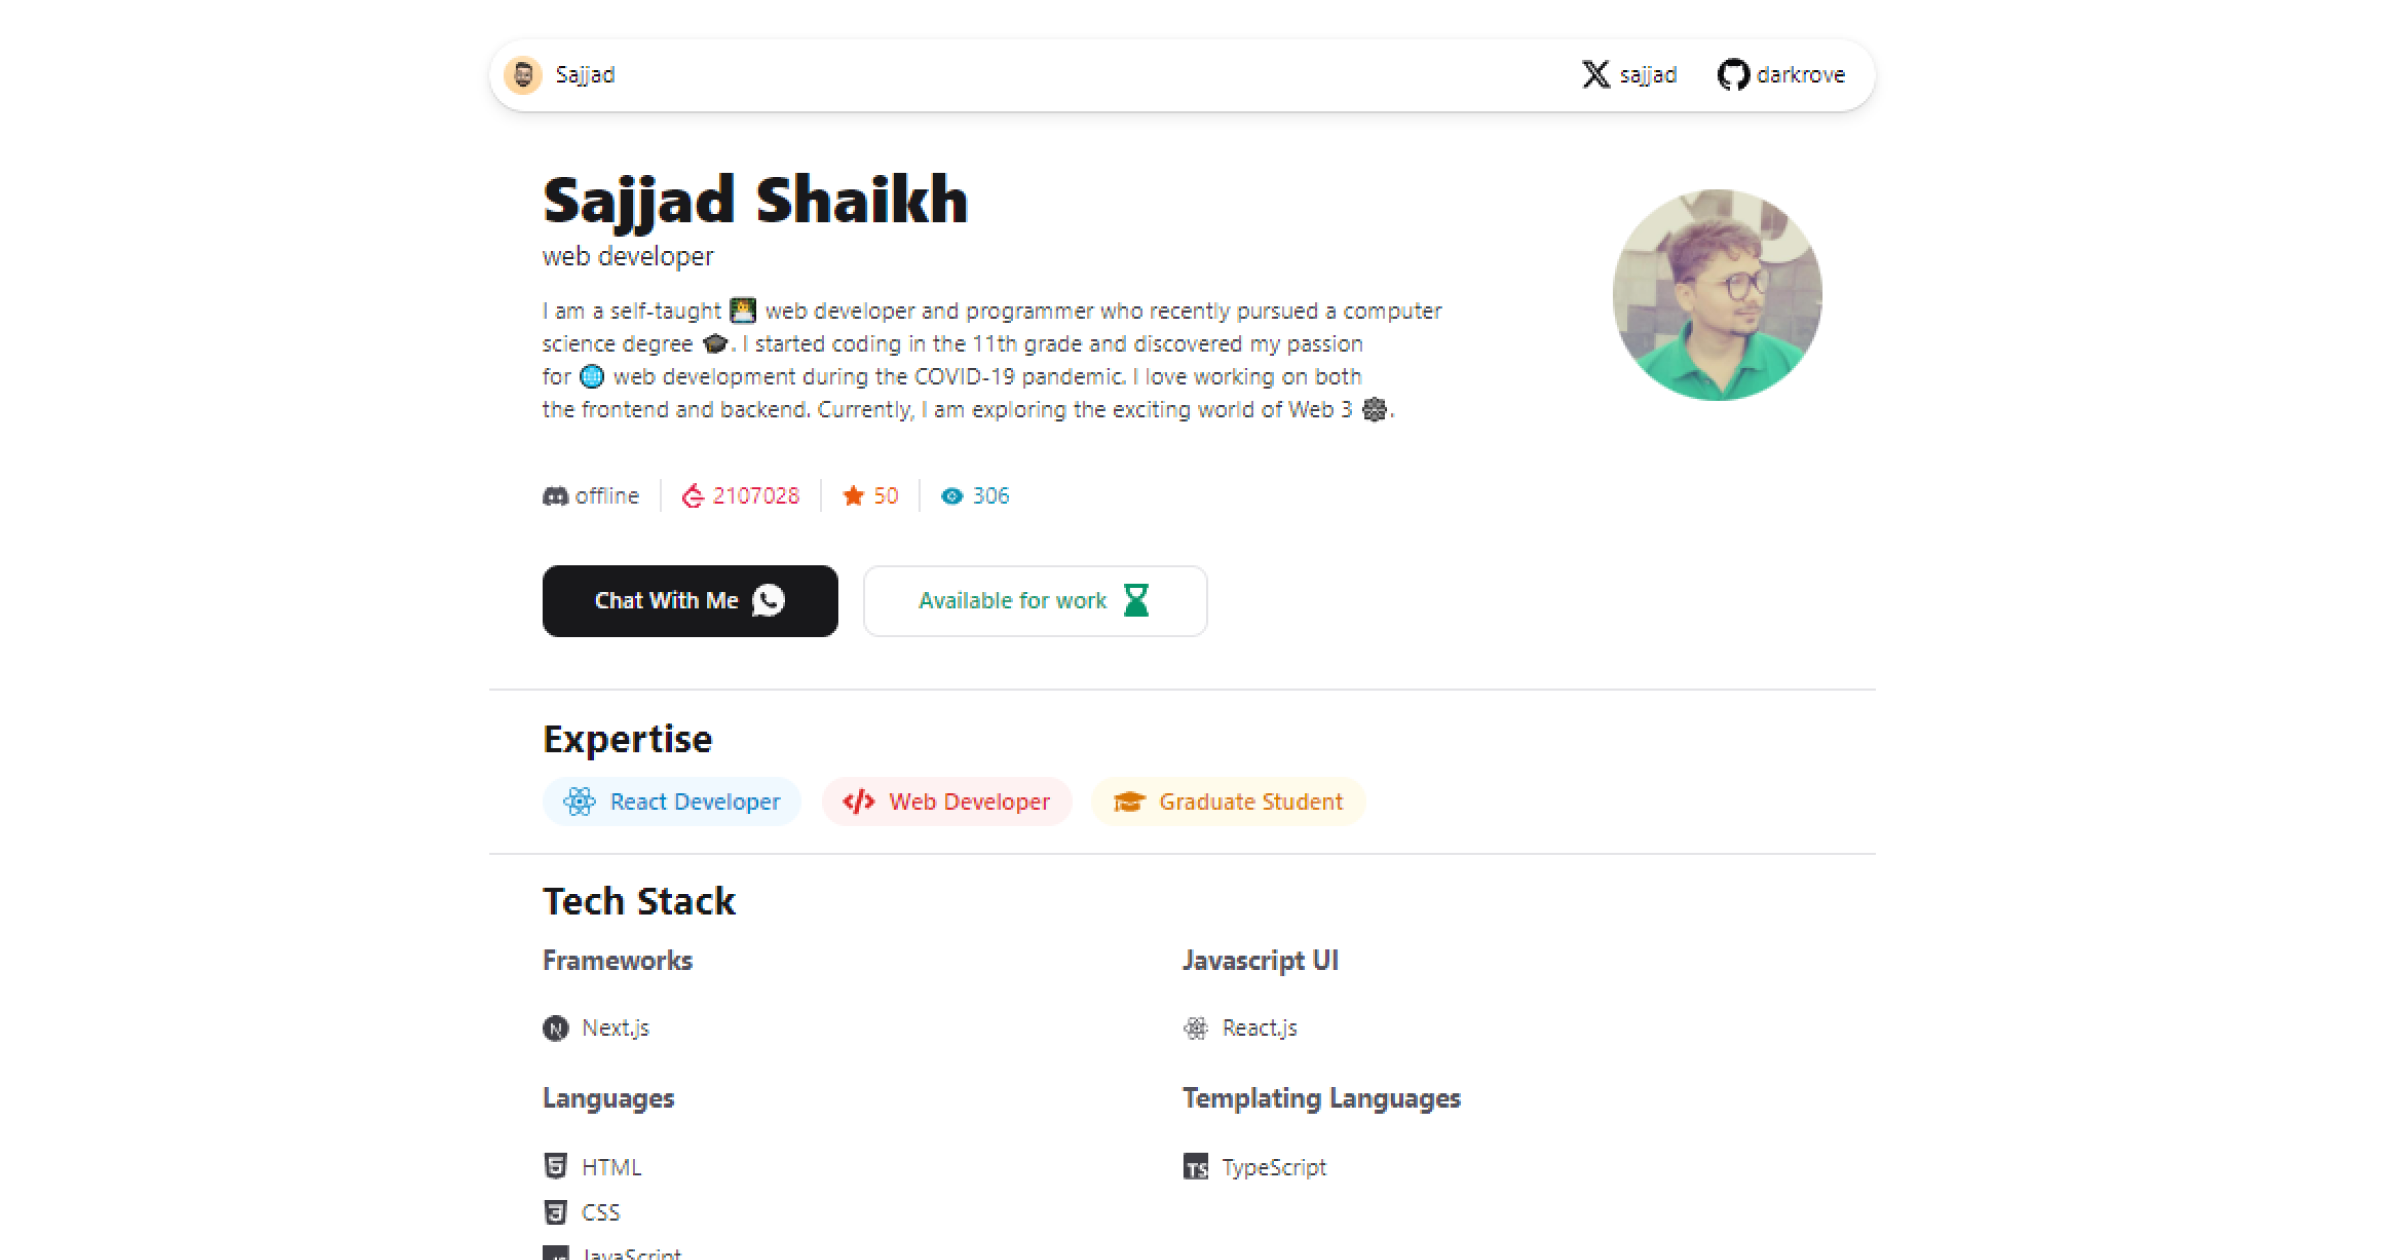 Sajjad
sajjad
darkrove
Sajjad Shaikh
web developer
I am a self-taught web developer and programmer who recently pursued a computer
science degree . I started coding in the 11th grade and discovered my passion
for web development during the COVID-19 pandemic. I love working on both
the frontend and backend. Currently, I am exploring the exciting world of Web 3 .
offline
2107028
50
306
Chat With Me
Available for work
Expertise
React Developer
Web Developer
Graduate Student
Tech Stack
Frameworks
Javascript UI
Next.js
React.js
Languages
Templating Languages
HTML
TS TypeScript
CSS
JavaScript